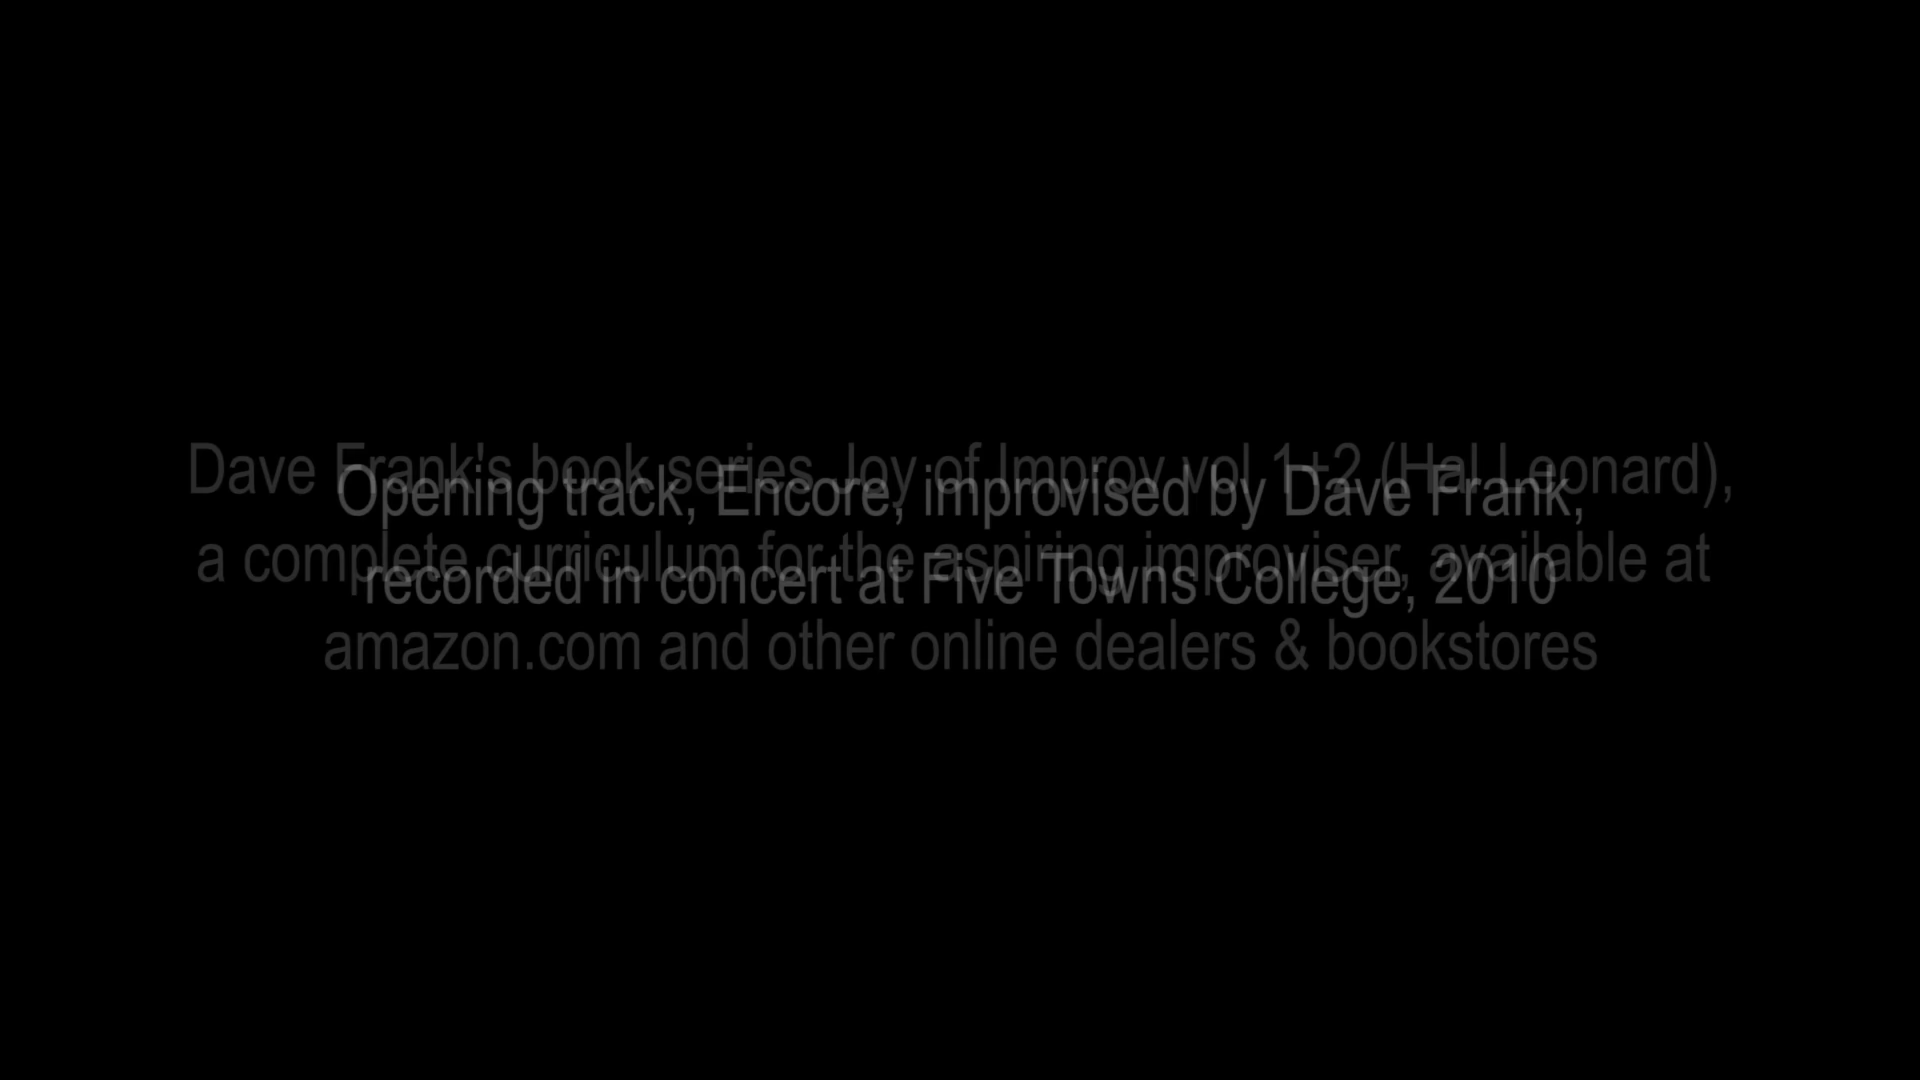 Dave Frank's book series Joy of Improv vol 1+2 (Hal Leonard),
a complete curriculum for the aspiring improviser, available at
amazon.com and other online dealers & bookstores
Opening track, Encore, improvised by Dave Frank,
recorded in concert at Five Towns College, 2010